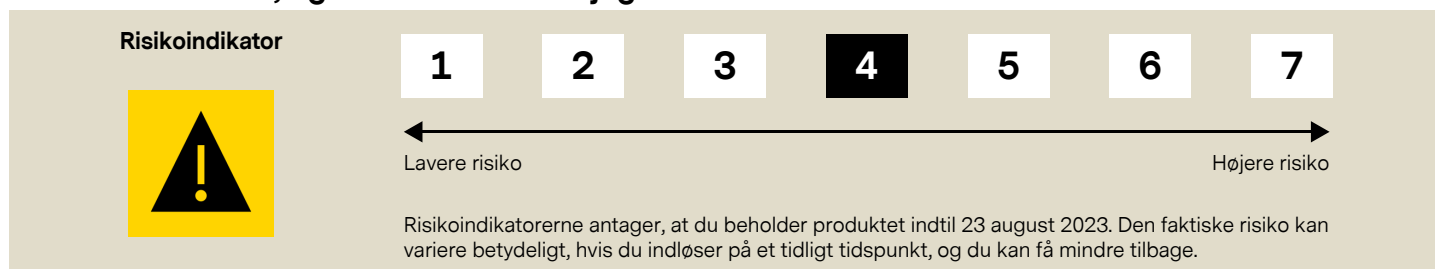 Risikoindikator
1 2 3 4 5 6 7
Lavere risiko Højere risiko
Risikoindikatorerne antager, at du beholder produktet indtil 23 august 2023. Den faktiske risiko kan
variere betydeligt, hvis du indløser på et tidligt tidspunkt, og du kan få mindre tilbage.